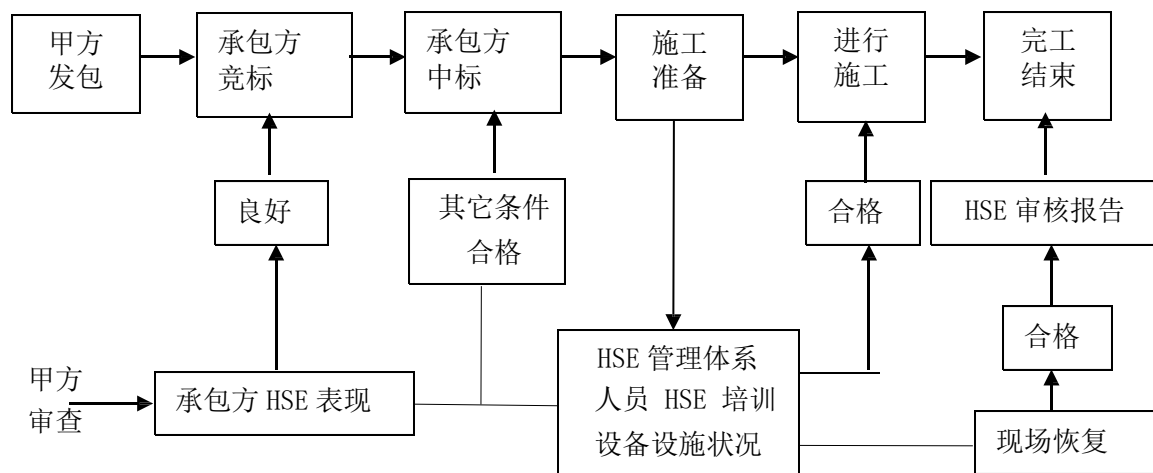 甲方
发包
承包方
竞标
承包方
中标
施工
准备
进行
施工
完工
结束
良好
其它条件
合格
合格
HSE 审核报告
合格
甲方
审查
承包方 HSE 表现
HSE 管理体系
人员 HSE 培训
设备设施状况
现场恢复